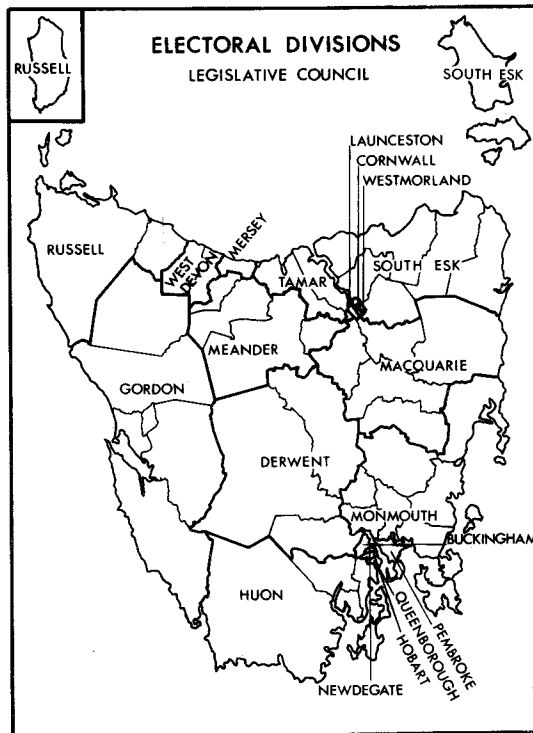 ELECTORAL DIVISIONS
LEGISLATIVE COUNCIL
RUSSELL
SOUTH ESK
LAUNCESTON
CORNWALL
WESTMORLAND
RUSSELL
WEST
DEVON
MERSEY
TAMAR
SOUTH ESK
MEANDER
MACQUARIE
GORDON
DERWENT
MONMOUTH
BUCKINGHAM
HUON
PEMBROKE
QUEENBOROUGH
HOBART
NEWDEGATE